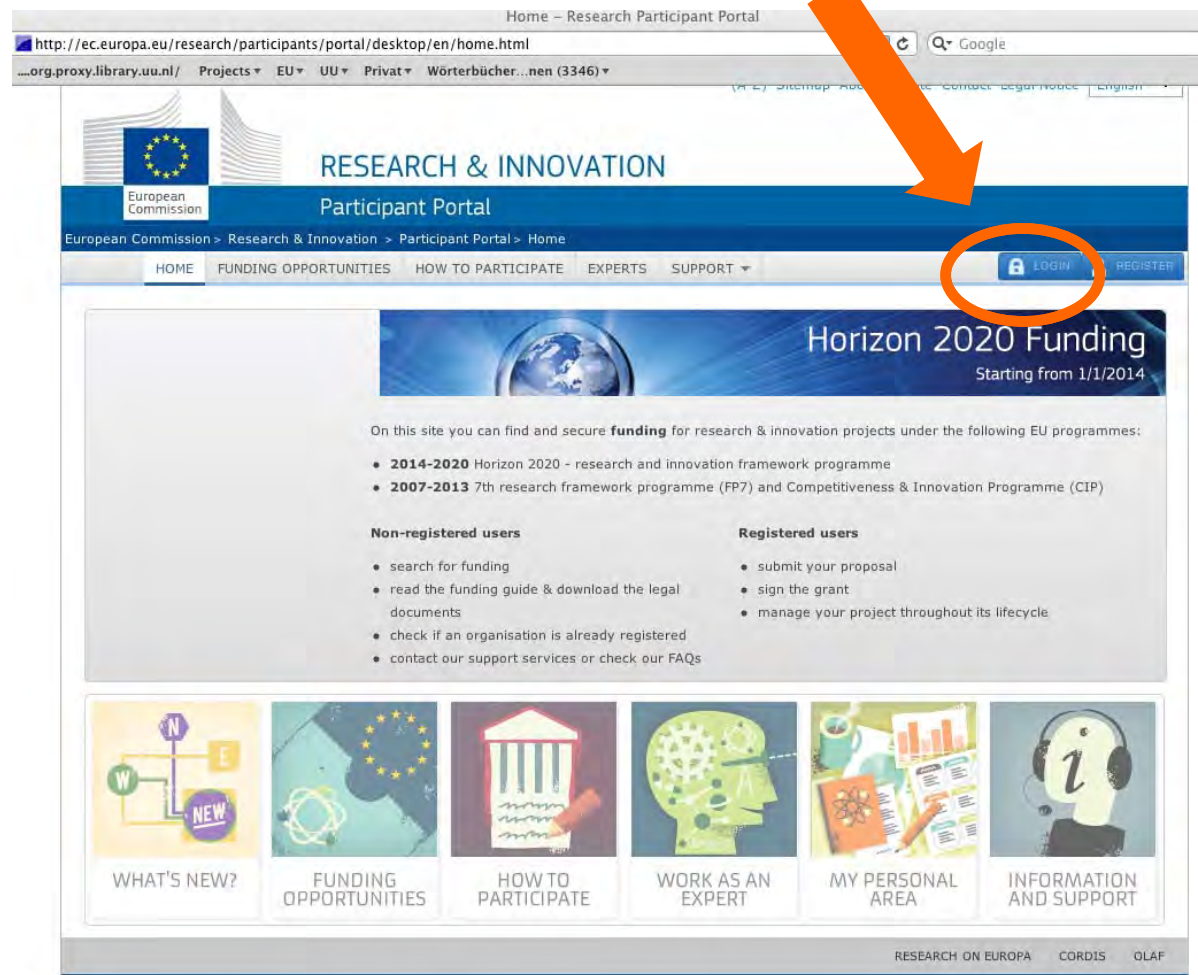 Home – Research Participant Portal
http://ec.europa.eu/research/participants/portal/desktop/en/home.html Google
....org.proxy.library.uu.nl/ Projects EU UU Privat Wörterbücher...nen (3346)
Sitemap Contact Legal Notice English
RESEARCH & INNOVATION
European
Commission
Participant Portal
European Commission > Research & Innovation > Participant Portal > Home
HOME FUNDING OPPORTUNITIES HOW TO PARTICIPATE EXPERTS SUPPORT LOGIN REGISTER
Horizon 2020 Funding
Starting from 1/1/2014
On this site you can find and secure funding for research & innovation projects under the following EU programmes:
• 2014-2020 Horizon 2020 - research and innovation framework programme
• 2007-2013 7th research framework programme (FP7) and Competitiveness & Innovation Programme (CIP)
Non-registered users
• search for funding
• read the funding guide & download the legal
documents
• check if an organisation is already registered
• contact our support services or check our FAQs
Registered users
• submit your proposal
• sign the grant
• manage your project throughout its lifecycle
N
E
W
NEW
i
WHAT'S NEW?
FUNDING
OPPORTUNITIES
HOW TO
PARTICIPATE
WORK AS AN
EXPERT
MY PERSONAL
AREA
INFORMATION
AND SUPPORT
RESEARCH ON EUROPA CORDIS OLAF